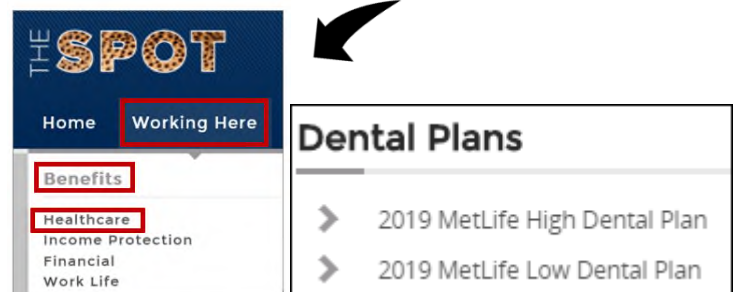 THE SPOT
Home Working Here
Benefits
Healthcare
Income Protection
Financial
Work Life
Dental Plans
2019 MetLife High Dental Plan
2019 MetLife Low Dental Plan